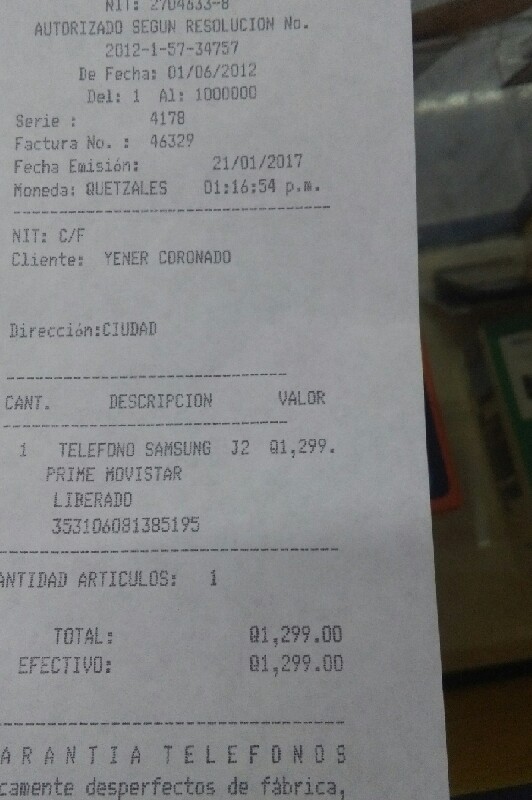 NIT: 2704633-8
AUTORIZADO SEGUN RESOLUCION No.
2012-1-57-34757
De Fecha: 01/06/2012
Del: 1 Al: 1000000
Serie : 4178
Factura No. : 46329
Fecha Emisión: 21/01/2017
Moneda: QUETZALES 01:16:54 p.m.
NIT: C/F
Cliente: YENER CORONADO
Dirección:CIUDAD
CANT. DESCRIPCION VALOR
1 TELEFONO SAMSUNG J2 Q1,299.
PRIME MOVISTAR
LIBERADO
353106081385195
ANTIDAD ARTICULOS: 1
TOTAL: Q1,299.00
EFECTIVO: Q1,299.00
ARANTIA TELEFONOS
camente desperfectos de fábrica,